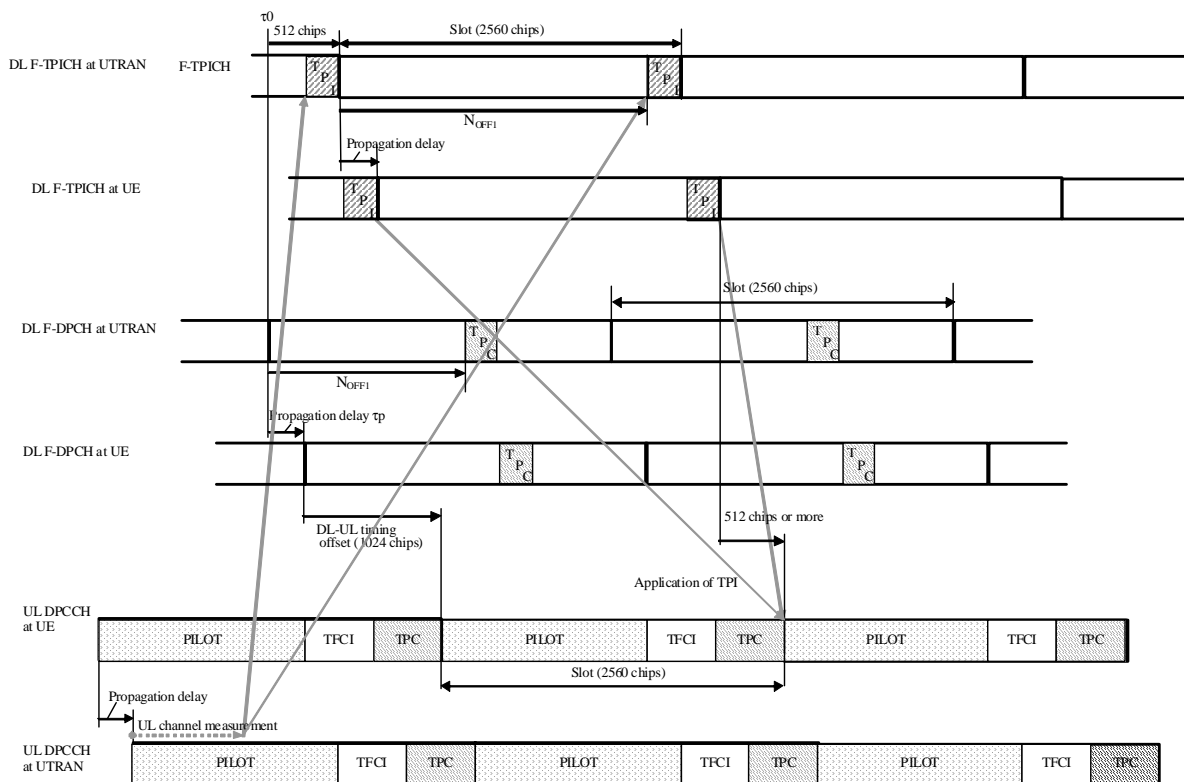 τ0
512 chips
Slot (2560 chips)
DL F-TPICH at UTRAN
F-TPICH
T P I
T P I
NOFF1
Propagation delay
DL F-TPICH at UE
T P I
T P I
Slot (2560 chips)
DL F-DPCH at UTRAN
T P C
T P C
NOFF1
Propagation delay τp
DL F-DPCH at UE
T P C
T P C
512 chips or more
DL-UL timing
offset (1024 chips)
Application of TPI
UL DPCCH
at UE
PILOT
TFCI
TPC
PILOT
TFCI
TPC
PILOT
TFCI
TPC
Slot (2560 chips)
Propagation delay
UL channel measurement
UL DPCCH
at UTRAN
PILOT
TFCI
TPC
PILOT
TFCI
TPC
PILOT
TFCI
TPC